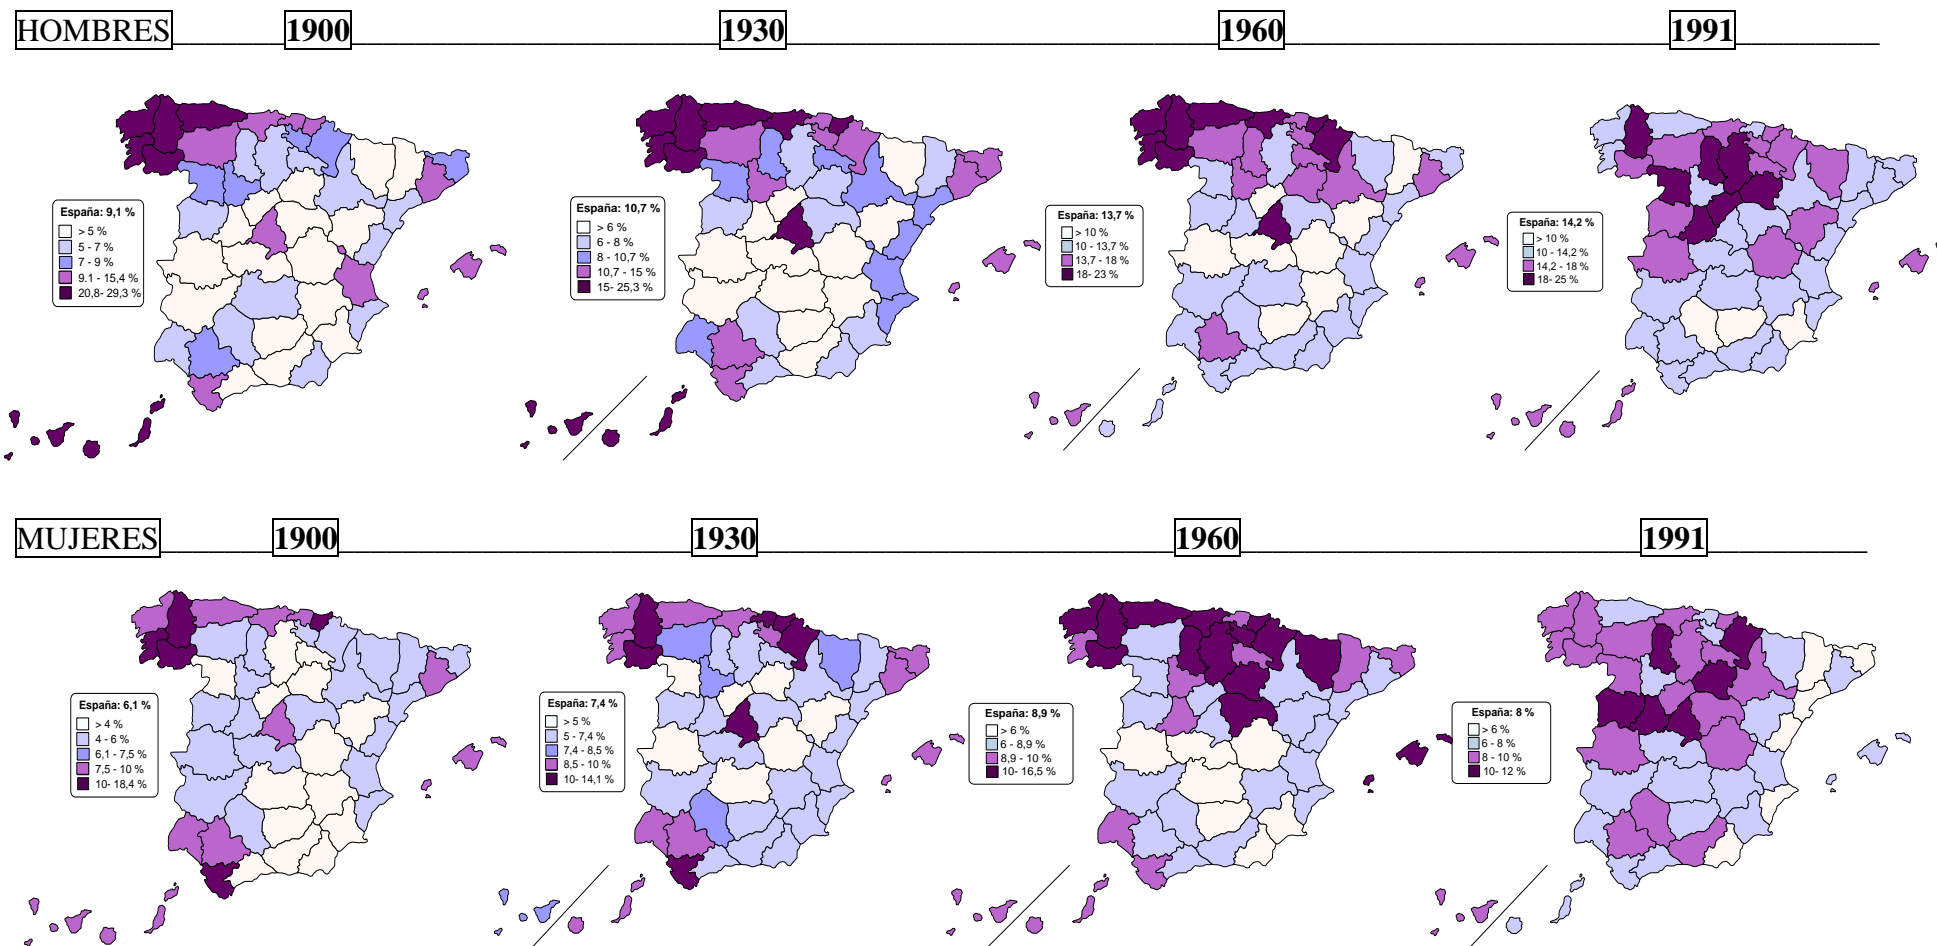 HOMBRES 1900 1930 1960 1991
España: 9,1 %
> 5 %
5 - 7 %
7 - 9 %
9.1 - 15,4 %
20,8- 29,3 %
España: 10,7 %
> 6 %
6 - 8 %
8 - 10,7 %
10,7 - 15 %
15- 25,3 %
España: 13,7 %
> 10 %
10 - 13,7 %
13,7 - 18 %
18- 23 %
España: 14,2 %
> 10 %
10 - 14,2 %
14,2 - 18 %
18- 25 %
MUJERES 1900 1930 1960 1991
España: 6,1 %
> 4 %
4 - 6 %
6,1 - 7,5 %
7,5 - 10 %
10- 18,4 %
España: 7,4 %
> 5 %
5 - 7,4 %
7,4 - 8,5 %
8,5 - 10 %
10- 14,1 %
España: 8,9 %
> 6 %
6 - 8,9 %
8,9 - 10 %
10- 16,5 %
España: 8 %
> 6 %
6 - 8 %
8 - 10 %
10- 12 %